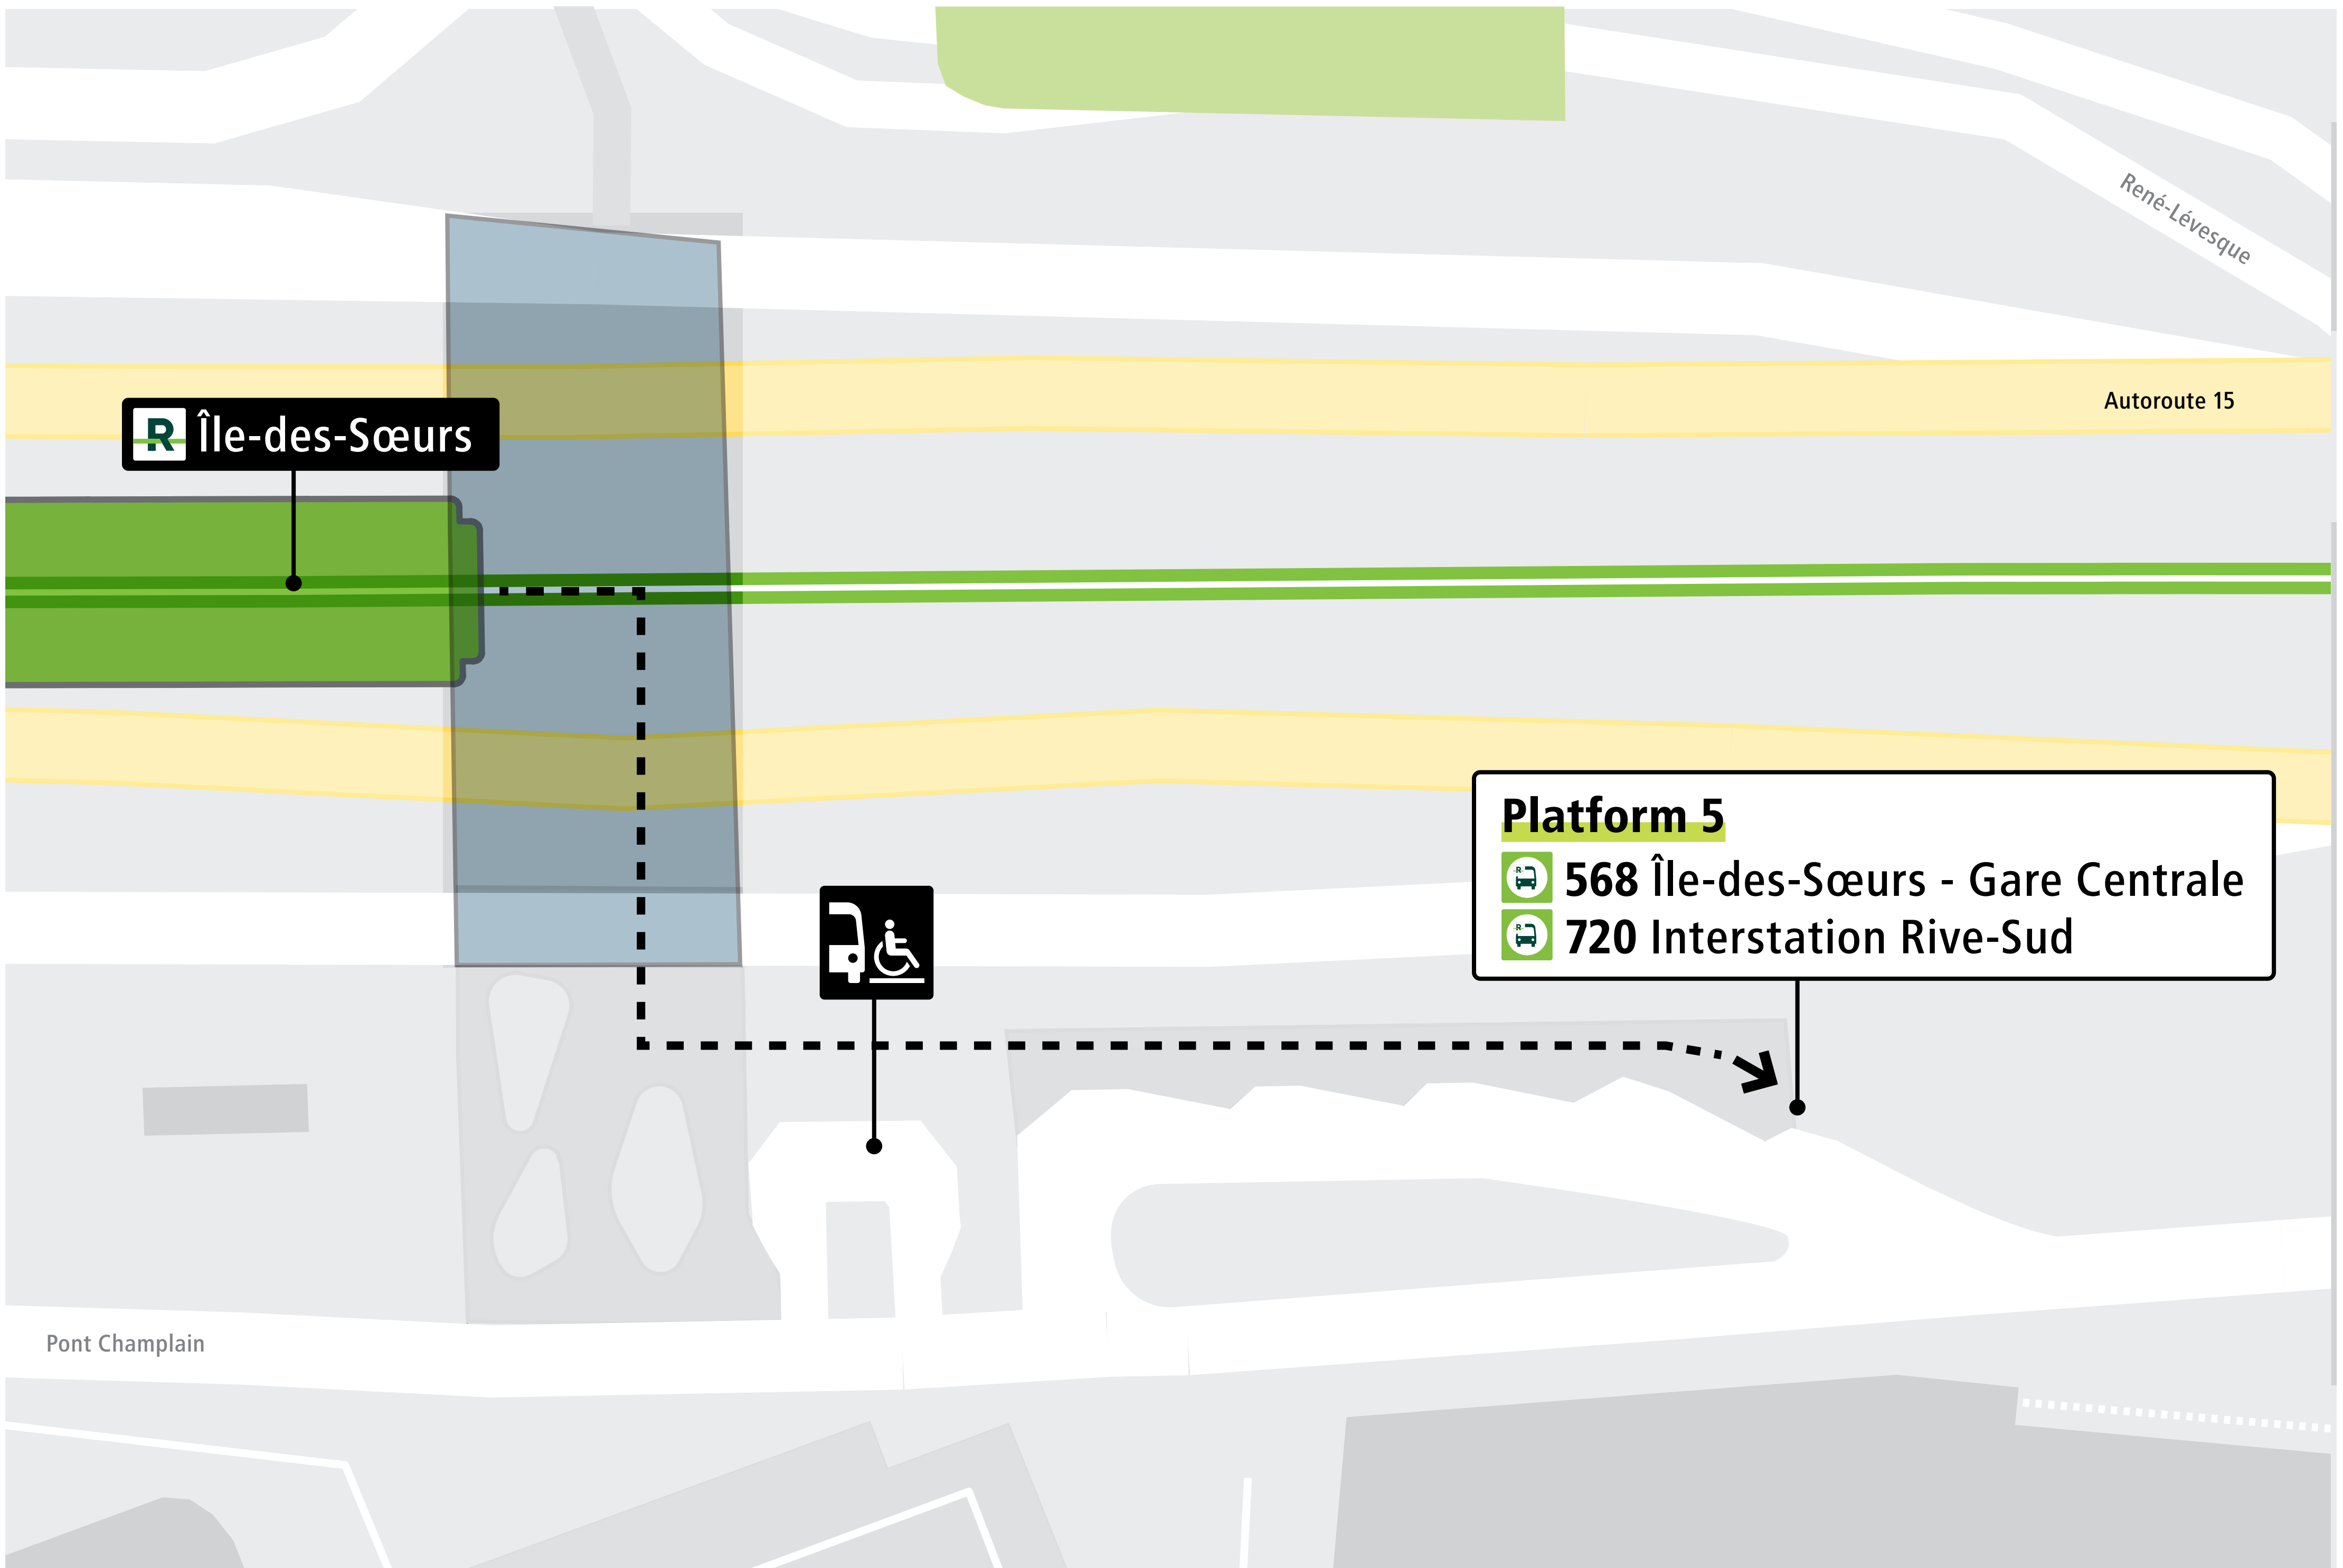 René-Lévesque
Autoroute 15
R Île-des-Sœurs
Platform 5
568 Île-des-Sœurs - Gare Centrale
720 Interstation Rive-Sud
Pont Champlain